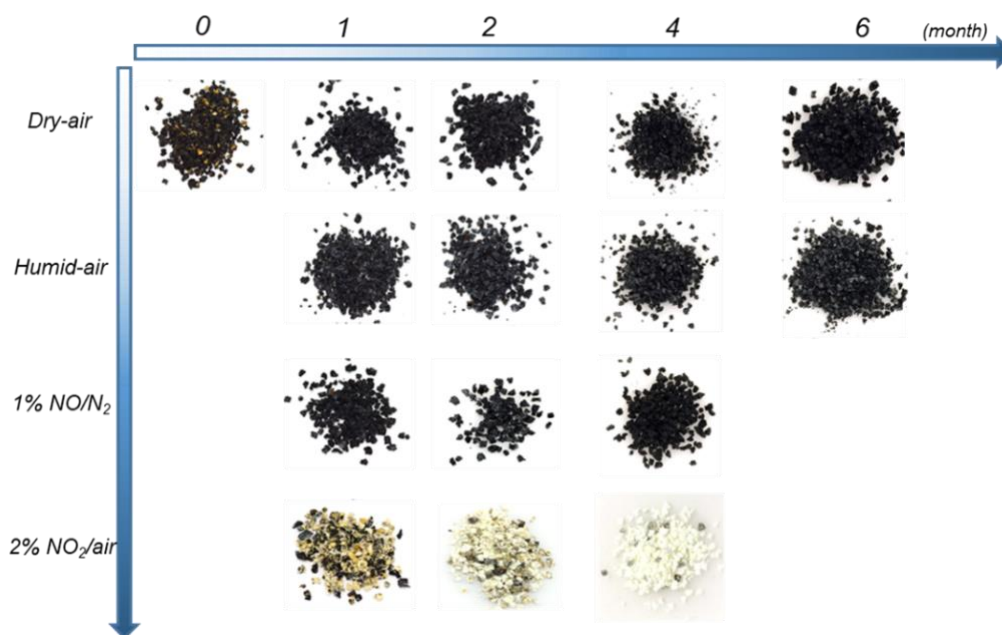 0 1 2 4 6 (month)
Dry-air
Humid-air
1% NO/N₂
2% NO₂/air